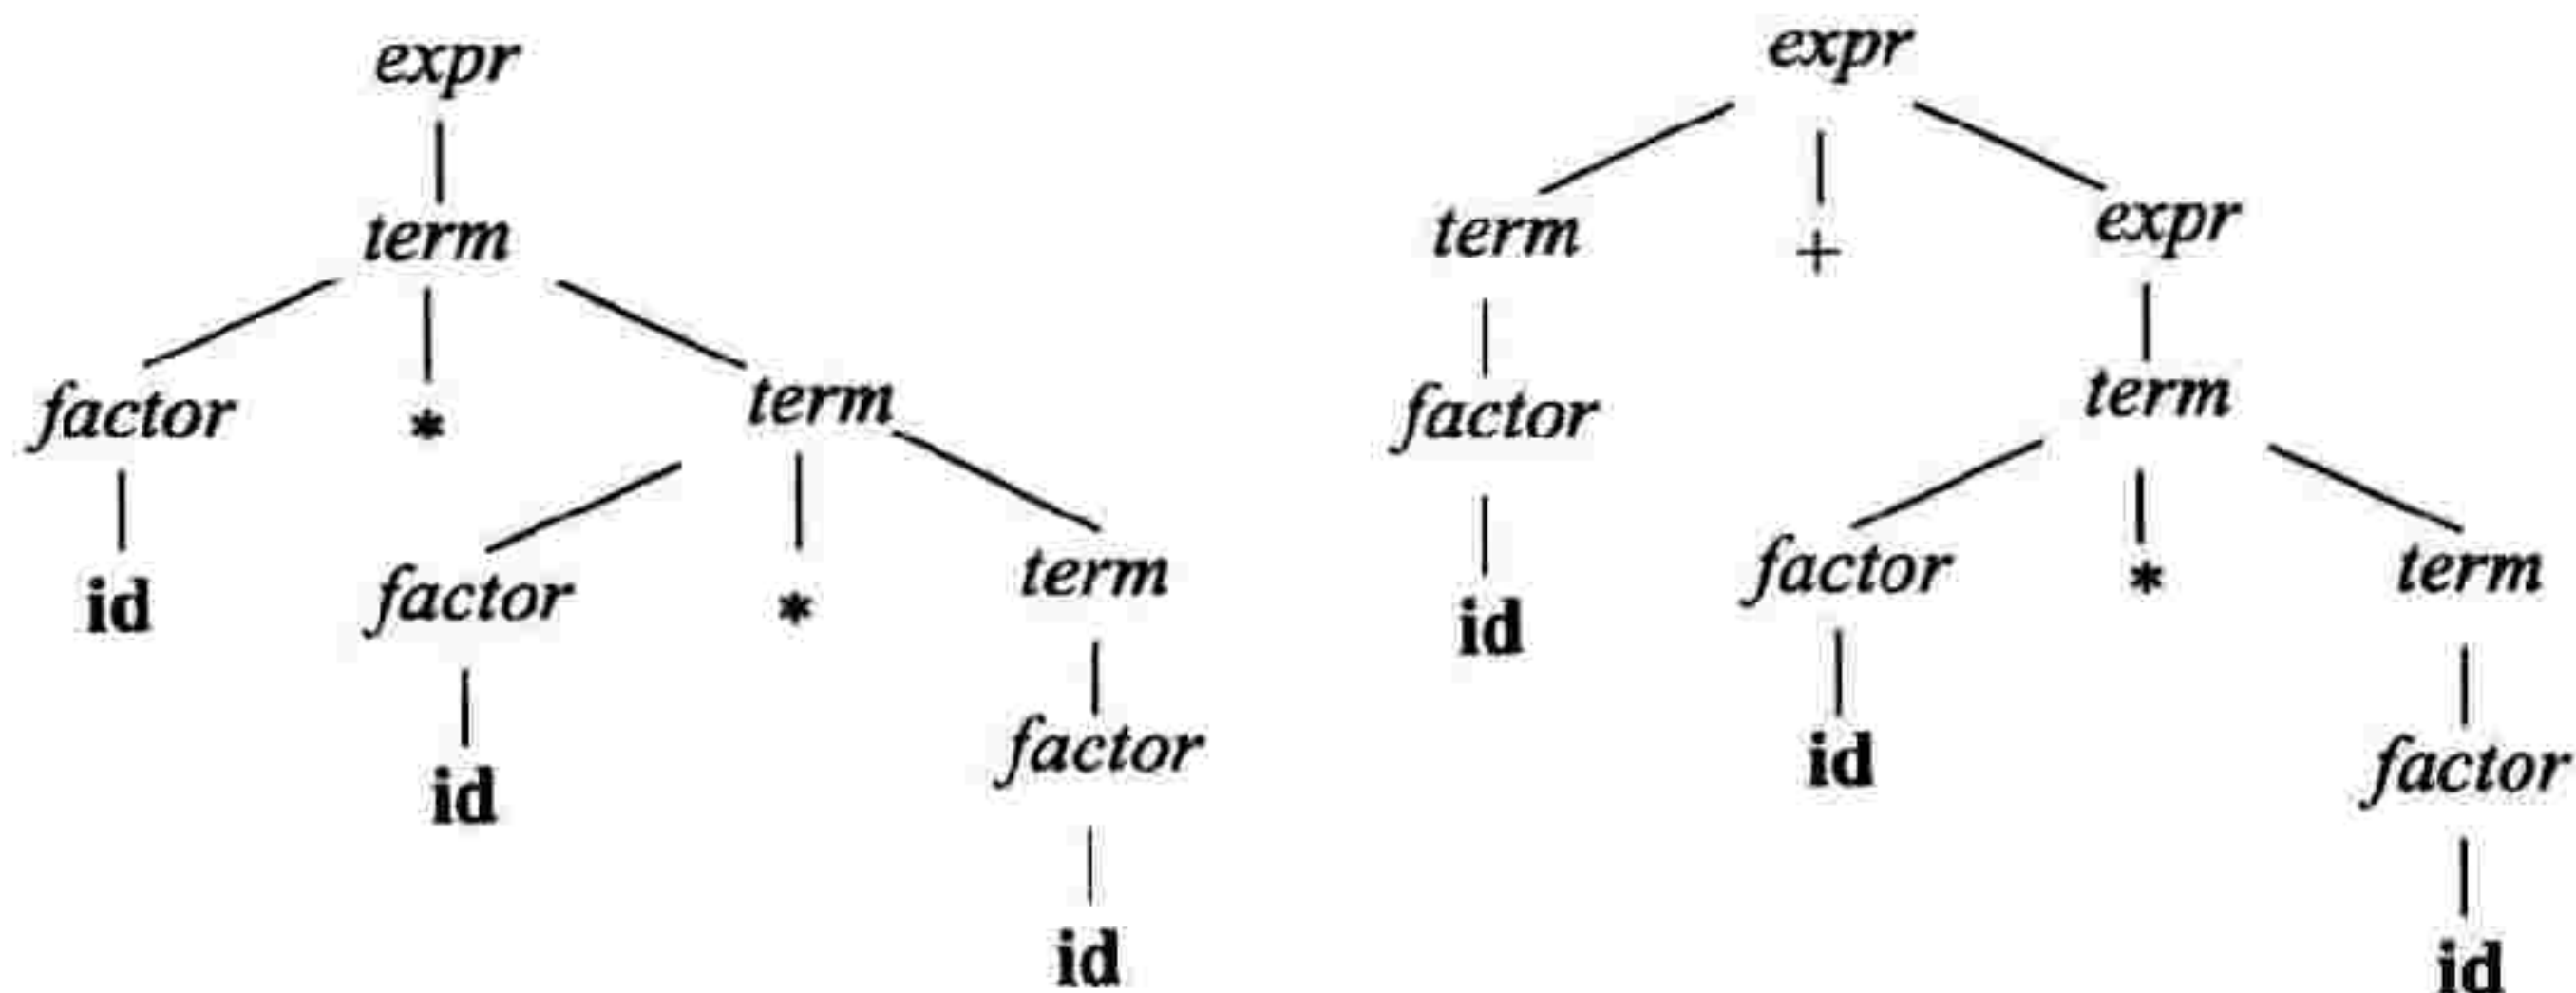 expr
expr
term
term + expr
factor * term
factor term
id
factor * term
id
factor * term
id
factor
id
factor
id
id